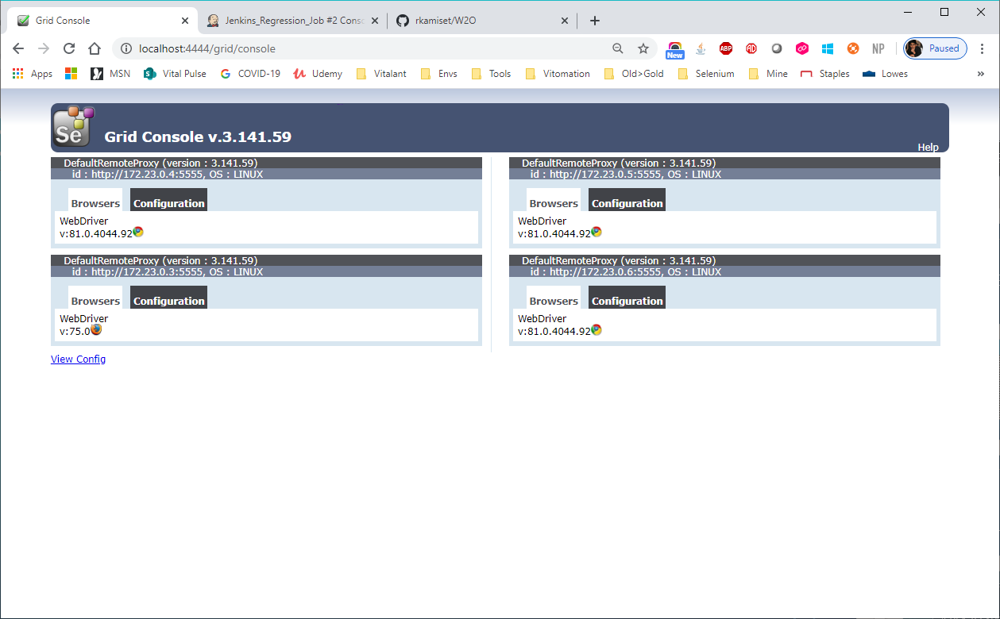 Grid Console
Jenkins_Regression_Job #2 Conso
rkamiset/W2O
localhost:4444/grid/console
New
ABP
NP
Paused
Apps
MSN
Vital Pulse
COVID-19
Udemy
Vitalant
Envs
Tools
Vitomation
Old>Gold
Selenium
Mine
Staples
Lowes
»
Se
Grid Console v.3.141.59
Help
DefaultRemoteProxy (version : 3.141.59)
id : http://172.23.0.4:5555, OS : LINUX
Browsers
Configuration
WebDriver
v:81.0.4044.92
DefaultRemoteProxy (version : 3.141.59)
id : http://172.23.0.5:5555, OS : LINUX
Browsers
Configuration
WebDriver
v:81.0.4044.92
DefaultRemoteProxy (version : 3.141.59)
id : http://172.23.0.3:5555, OS : LINUX
Browsers
Configuration
WebDriver
v:75.0
DefaultRemoteProxy (version : 3.141.59)
id : http://172.23.0.6:5555, OS : LINUX
Browsers
Configuration
WebDriver
v:81.0.4044.92
View Config